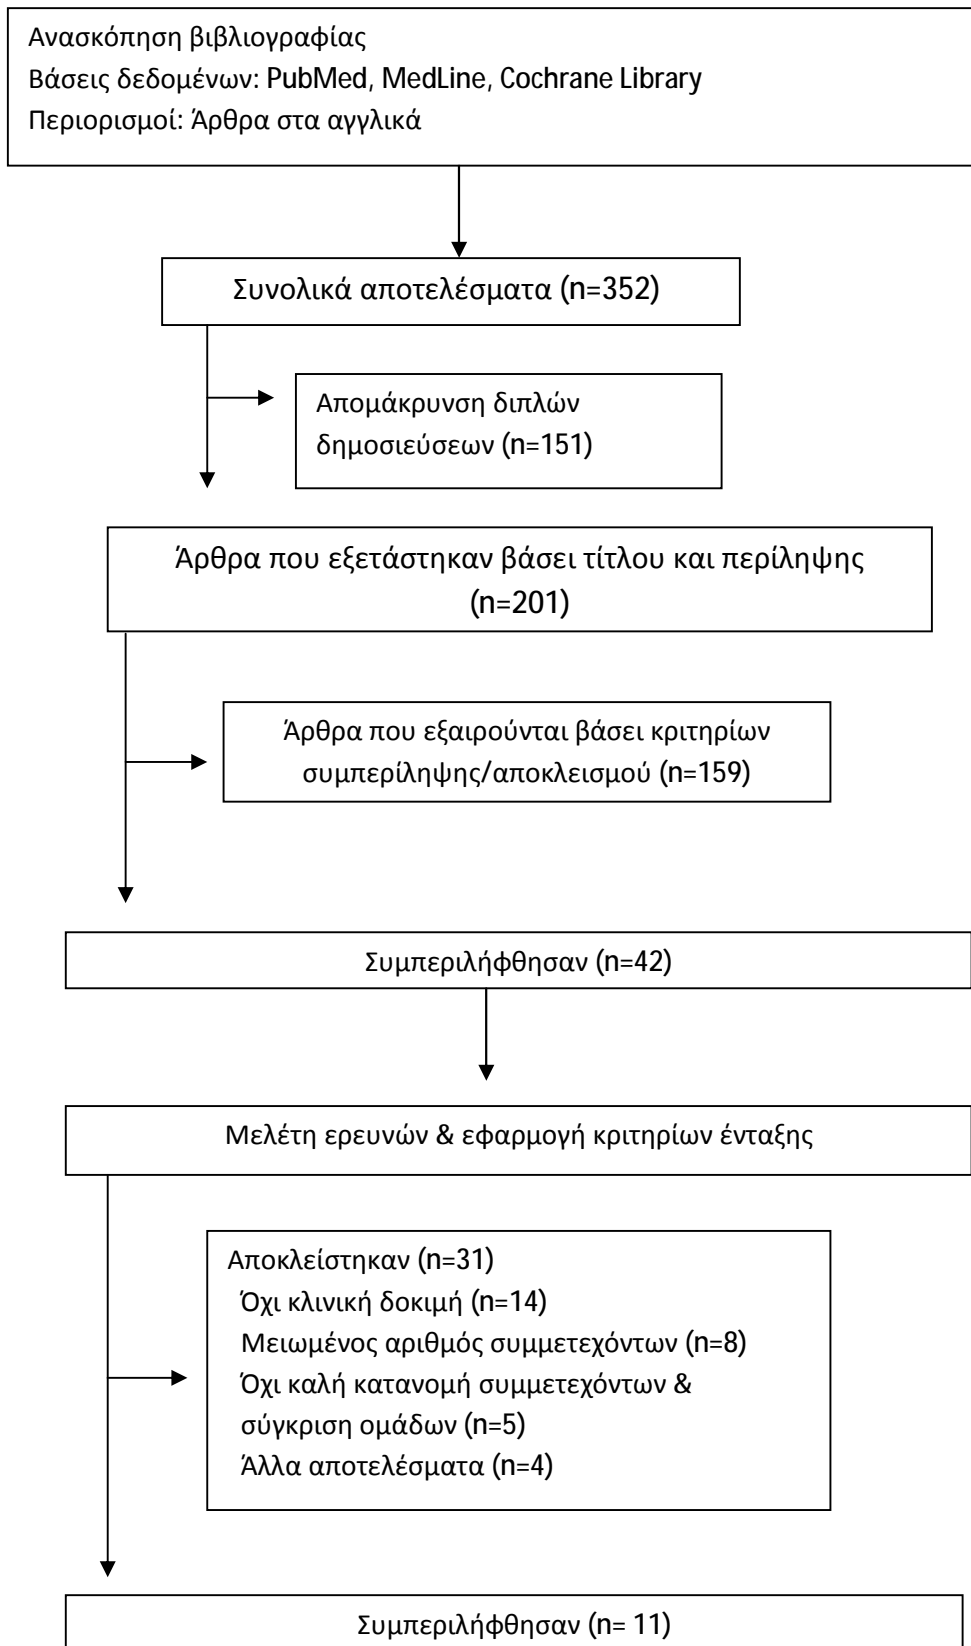 Ανασκόπηση βιβλιογραφίας
Βάσεις δεδομένων: PubMed, MedLine, Cochrane Library
Περιορισμοί: Άρθρα στα αγγλικά
Συνολικά αποτελέσματα (n=352)
Απομάκρυνση διπλών
δημοσιεύσεων (n=151)
Άρθρα που εξετάστηκαν βάσει τίτλου και περίληψης
(n=201)
Άρθρα που εξαιρούνται βάσει κριτηρίων
συμπερίληψης/αποκλεισμού (n=159)
Συμπεριλήφθησαν (n=42)
Μελέτη ερευνών & εφαρμογή κριτηρίων ένταξης
Αποκλείστηκαν (n=31)
Όχι κλινική δοκιμή (n=14)
Μειωμένος αριθμός συμμετεχόντων (n=8)
Όχι καλή κατανομή συμμετεχόντων &
σύγκριση ομάδων (n=5)
Άλλα αποτελέσματα (n=4)
Συμπεριλήφθησαν (n= 11)